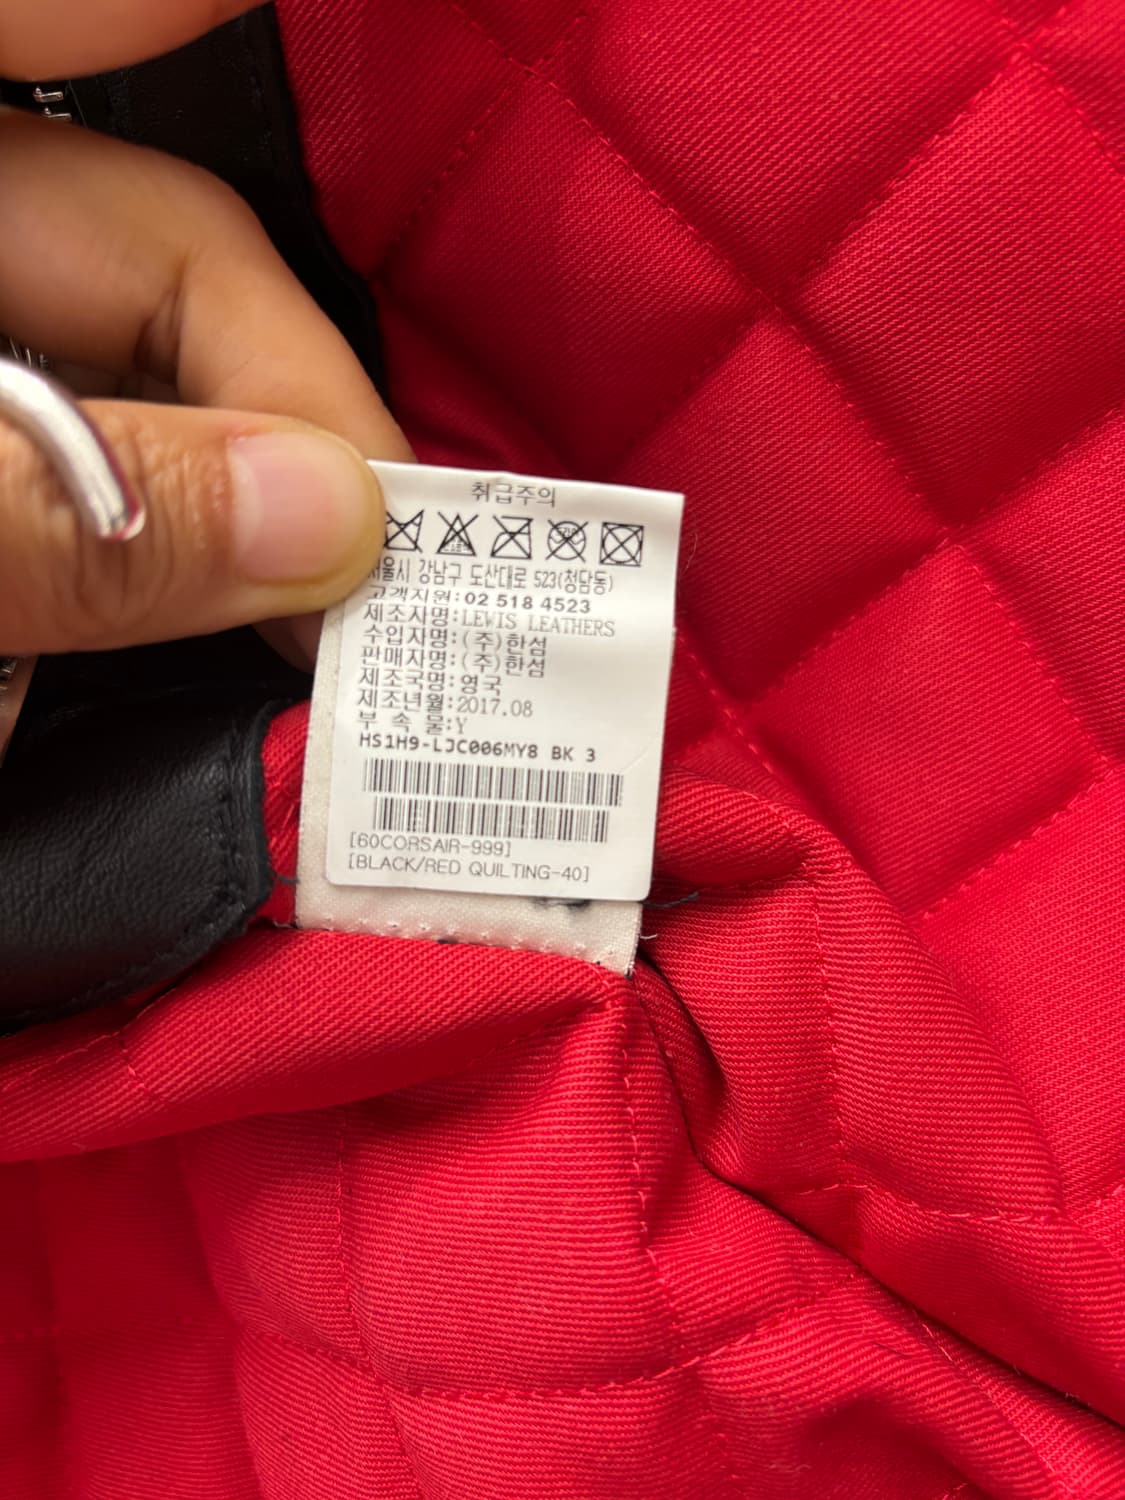 취급주의
서울시 강남구 도산대로 523(청담동)
고객지원:02 518 4523
제조자명:LEWIS LEATHERS
수입자명:(주)한섬
판매자명:(주)한섬
제조국명:영국
제조년월:2017.08
부 속 물:Y
HS1H9-LJC006MY8 BK 3
[60CORSAIR-999]
[BLACK/RED QUILTING-40]